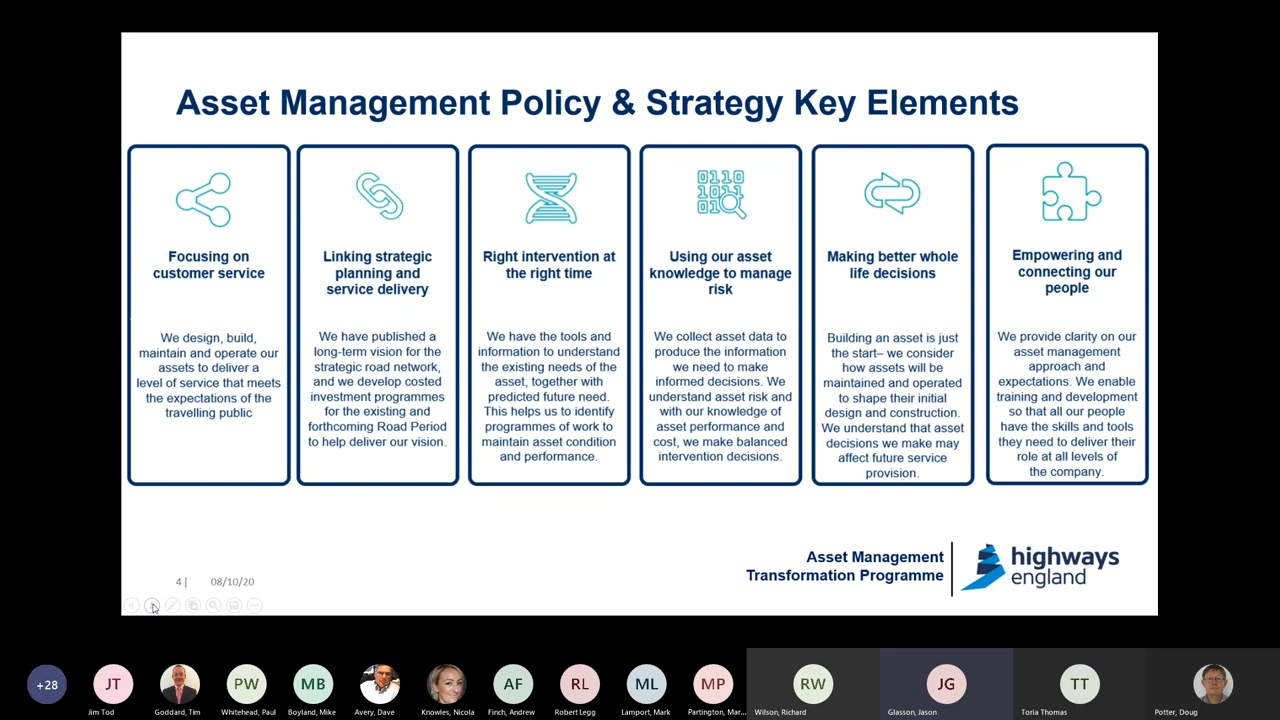 Asset Management Policy & Strategy Key Elements
Focusing on
customer service
We design, build,
maintain and operate our
assets to deliver a
level of service that meets
the expectations of the
travelling public
Linking strategic
planning and
service delivery
We have published a
long-term vision for the
strategic road network,
and we develop costed
investment programmes
for the existing and
forthcoming Road Period
to help deliver our vision.
Right intervention at
the right time
We have the tools and
information to understand
the existing needs of the
asset, together with
predicted future need.
This helps us to identify
programmes of work to
maintain asset condition
and performance.
0110
1011
01
Using our asset
knowledge to manage
risk
We collect asset data to
produce the information
we need to make
informed decisions. We
understand asset risk and
with our knowledge of
asset performance and
cost, we make balanced
intervention decisions.
Making better whole
life decisions
Building an asset is just
the start– we consider
how assets will be
maintained and operated
to shape their initial
design and construction.
We understand that asset
decisions we make may
affect future service
provision.
Empowering and
connecting our
people
We provide clarity on our
asset management
approach and
expectations. We enable
training and development
so that all our people
have the skills and tools
they need to deliver their
role at all levels of
the company.
Asset Management
Transformation Programme
highways
england
4 | 08/10/20
+28 JT PW MB AF RL ML MP RW JG TT
Jim Tod Goddard, Tim Whitehead, Paul Boyland, Mike Avery, Dave Knowles, Nicola Finch, Andrew Robert Legg Lamport, Mark Partington, Mar... Wilson, Richard Glasson, Jason Toria Thomas Potter, Doug